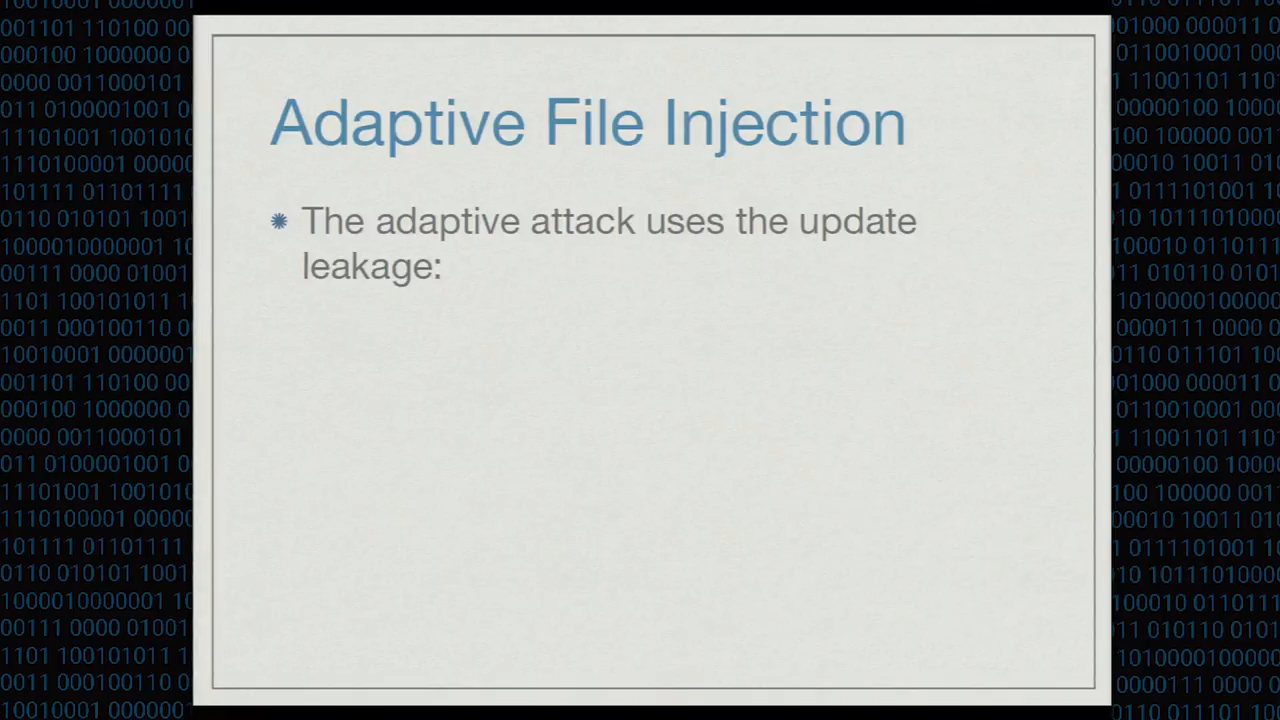 Adaptive File Injection
The adaptive attack uses the update
leakage: